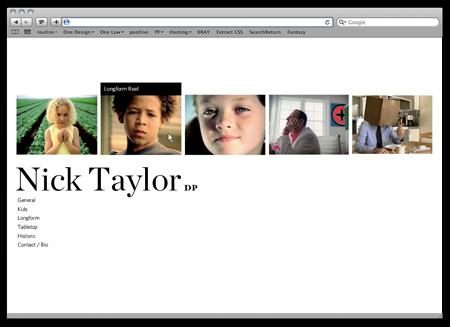 Google
routine One Design One Law postlive PF Hosting XRAY Extract CSS SearchReturn Fantasy
Longform Reel
Nick Taylor DP
General
Kids
Longform
Tabletop
Historic
Contact / Bio